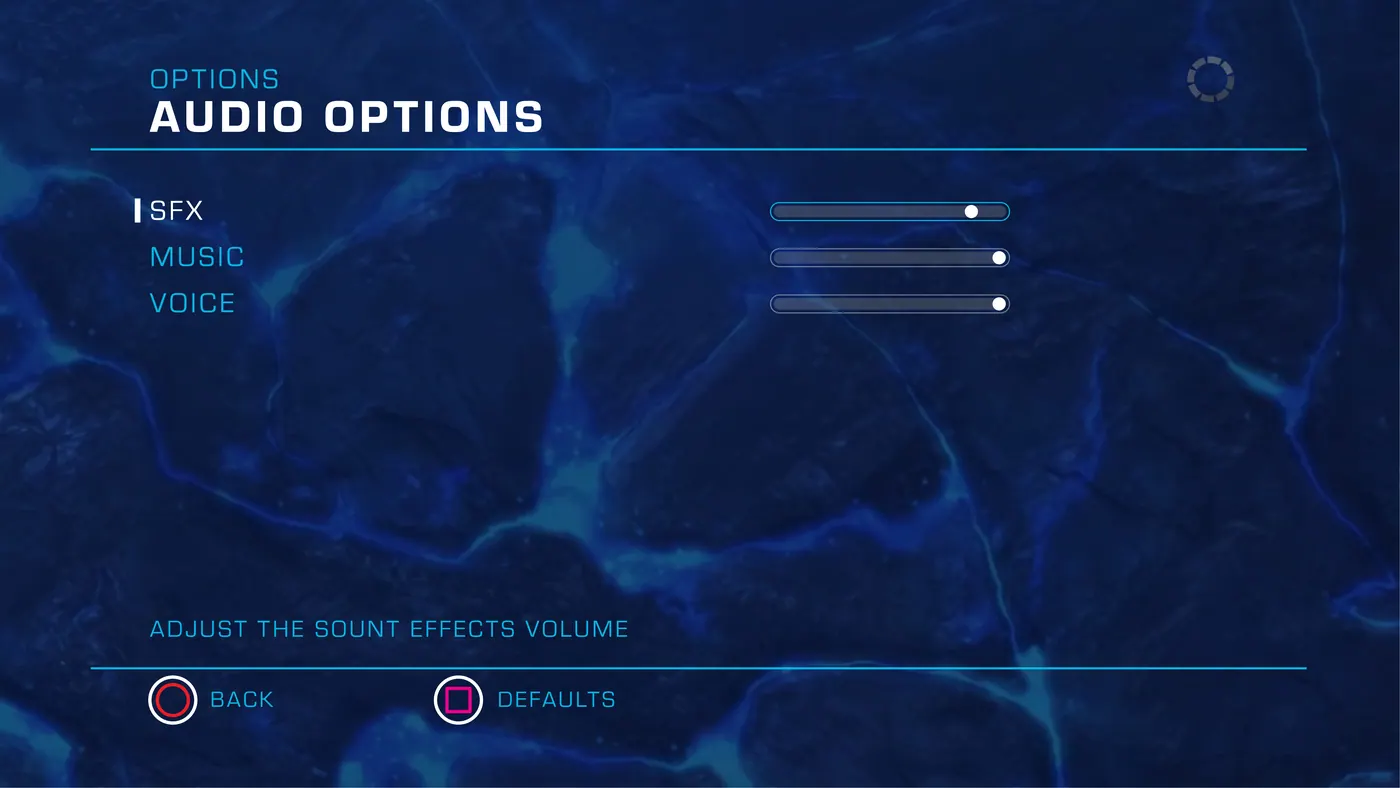 OPTIONS
AUDIO OPTIONS
SFX
MUSIC
VOICE
ADJUST THE SOUNT EFFECTS VOLUME
BACK DEFAULTS